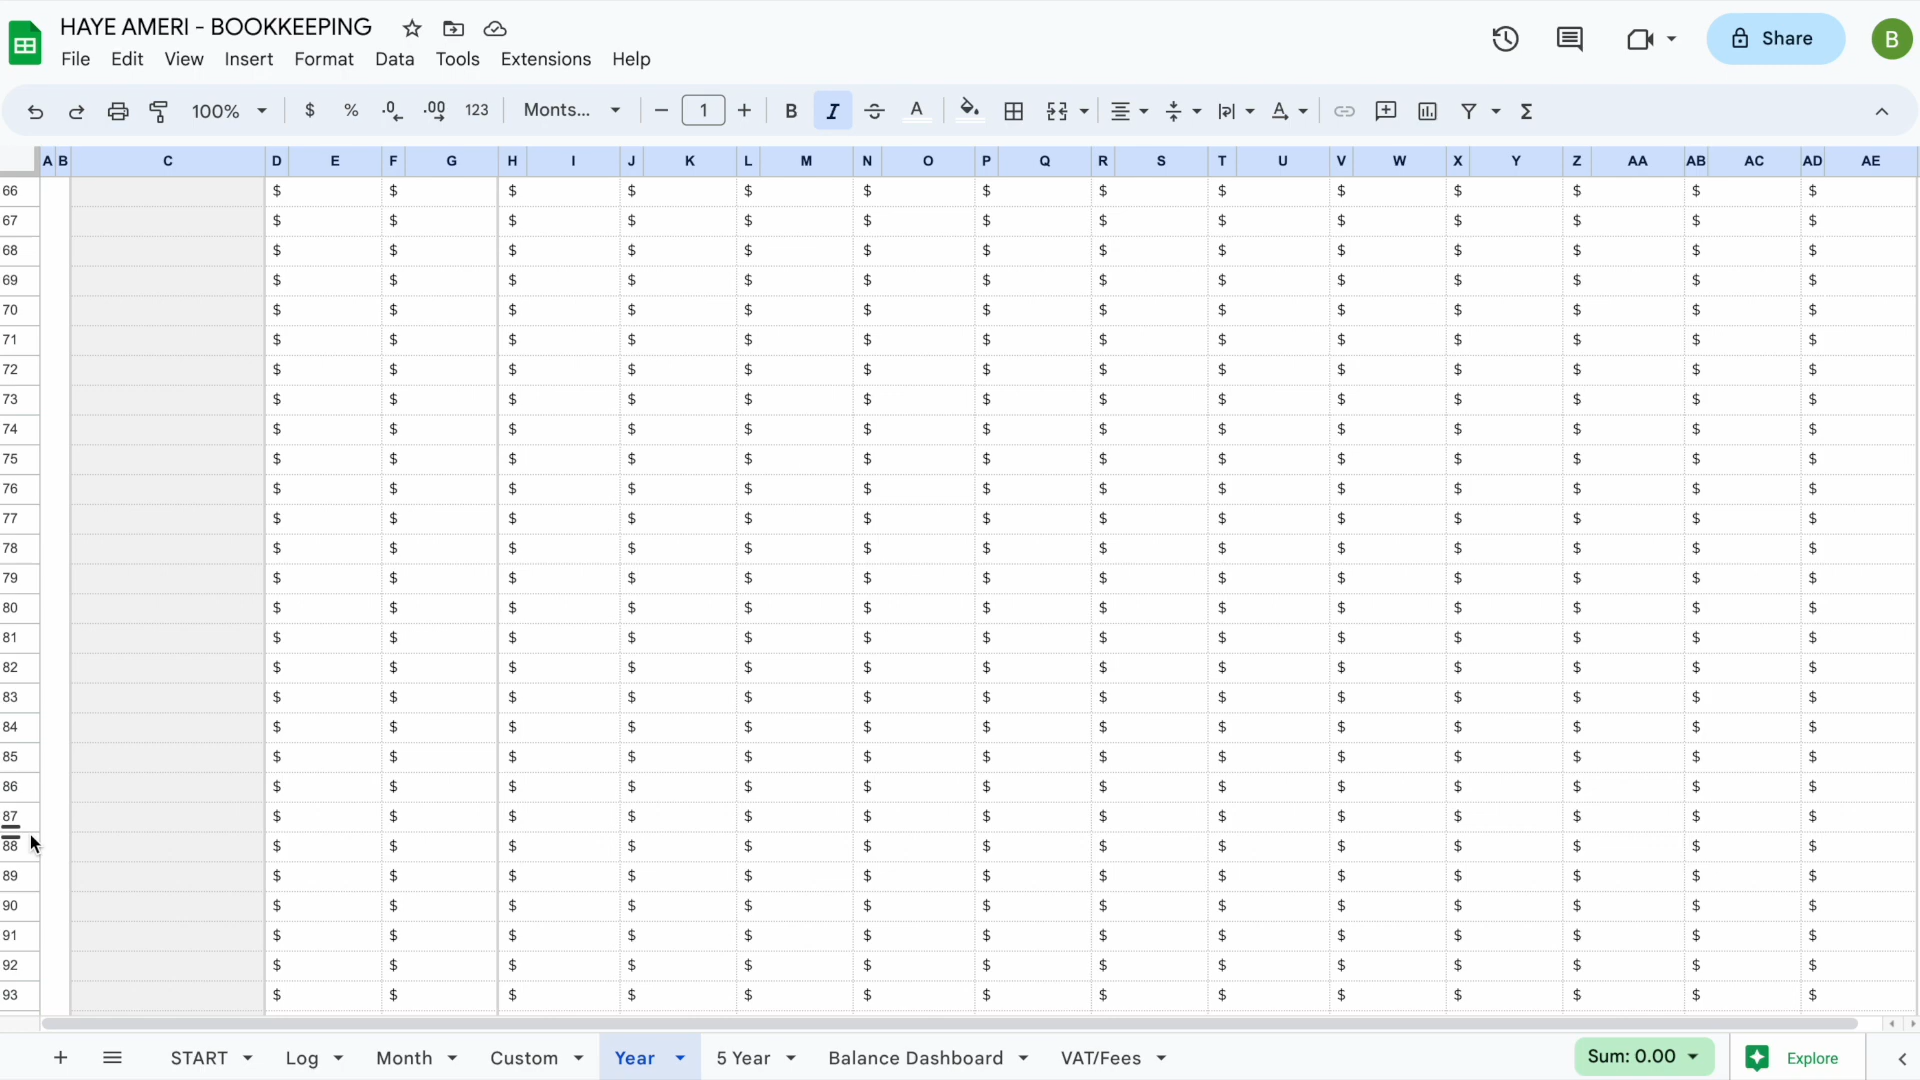 HAYE AMERI - BOOKKEEPING
File Edit View Insert Format Data Tools Extensions Help
Share
B
100% $ % .0 .00 123 Monts... 1 B I S A Σ
A B C D E F G H I J K L M N O P Q R S T U V W X Y Z AA AB AC AD AE
66 $ $ $ $ $ $ $ $ $ $ $ $ $ $
67 $ $ $ $ $ $ $ $ $ $ $ $ $ $
68 $ $ $ $ $ $ $ $ $ $ $ $ $ $
69 $ $ $ $ $ $ $ $ $ $ $ $ $ $
70 $ $ $ $ $ $ $ $ $ $ $ $ $ $
71 $ $ $ $ $ $ $ $ $ $ $ $ $ $
72 $ $ $ $ $ $ $ $ $ $ $ $ $ $
73 $ $ $ $ $ $ $ $ $ $ $ $ $ $
74 $ $ $ $ $ $ $ $ $ $ $ $ $ $
75 $ $ $ $ $ $ $ $ $ $ $ $ $ $
76 $ $ $ $ $ $ $ $ $ $ $ $ $ $
77 $ $ $ $ $ $ $ $ $ $ $ $ $ $
78 $ $ $ $ $ $ $ $ $ $ $ $ $ $
79 $ $ $ $ $ $ $ $ $ $ $ $ $ $
80 $ $ $ $ $ $ $ $ $ $ $ $ $ $
81 $ $ $ $ $ $ $ $ $ $ $ $ $ $
82 $ $ $ $ $ $ $ $ $ $ $ $ $ $
83 $ $ $ $ $ $ $ $ $ $ $ $ $ $
84 $ $ $ $ $ $ $ $ $ $ $ $ $ $
85 $ $ $ $ $ $ $ $ $ $ $ $ $ $
86 $ $ $ $ $ $ $ $ $ $ $ $ $ $
87 $ $ $ $ $ $ $ $ $ $ $ $ $ $
88 $ $ $ $ $ $ $ $ $ $ $ $ $ $
89 $ $ $ $ $ $ $ $ $ $ $ $ $ $
90 $ $ $ $ $ $ $ $ $ $ $ $ $ $
91 $ $ $ $ $ $ $ $ $ $ $ $ $ $
92 $ $ $ $ $ $ $ $ $ $ $ $ $ $
93 $ $ $ $ $ $ $ $ $ $ $ $ $ $
START Log Month Custom Year 5 Year Balance Dashboard VAT/Fees Sum: 0.00 Explore